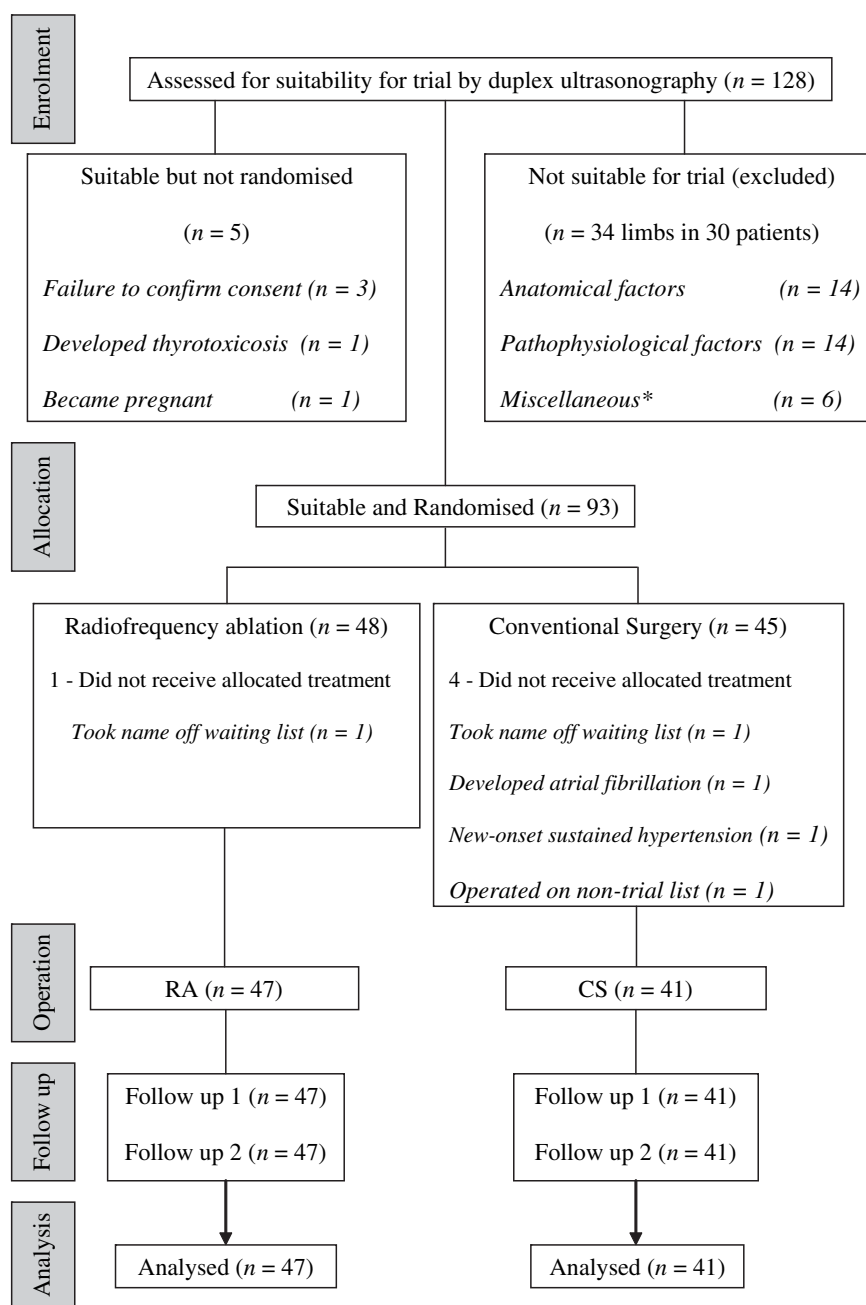 Enrolment
Assessed for suitability for trial by duplex ultrasonography (n = 128)
Suitable but not randomised
(n = 5)
Failure to confirm consent (n = 3)
Developed thyrotoxicosis (n = 1)
Became pregnant (n = 1)
Not suitable for trial (excluded)
(n = 34 limbs in 30 patients)
Anatomical factors (n = 14)
Pathophysiological factors (n = 14)
Miscellaneous* (n = 6)
Allocation
Suitable and Randomised (n = 93)
Radiofrequency ablation (n = 48)
1 - Did not receive allocated treatment
Took name off waiting list (n = 1)
Conventional Surgery (n = 45)
4 - Did not receive allocated treatment
Took name off waiting list (n = 1)
Developed atrial fibrillation (n = 1)
New-onset sustained hypertension (n = 1)
Operated on non-trial list (n = 1)
Operation
RA (n = 47)
CS (n = 41)
Follow up
Follow up 1 (n = 47)
Follow up 2 (n = 47)
Follow up 1 (n = 41)
Follow up 2 (n = 41)
Analysis
Analysed (n = 47)
Analysed (n = 41)